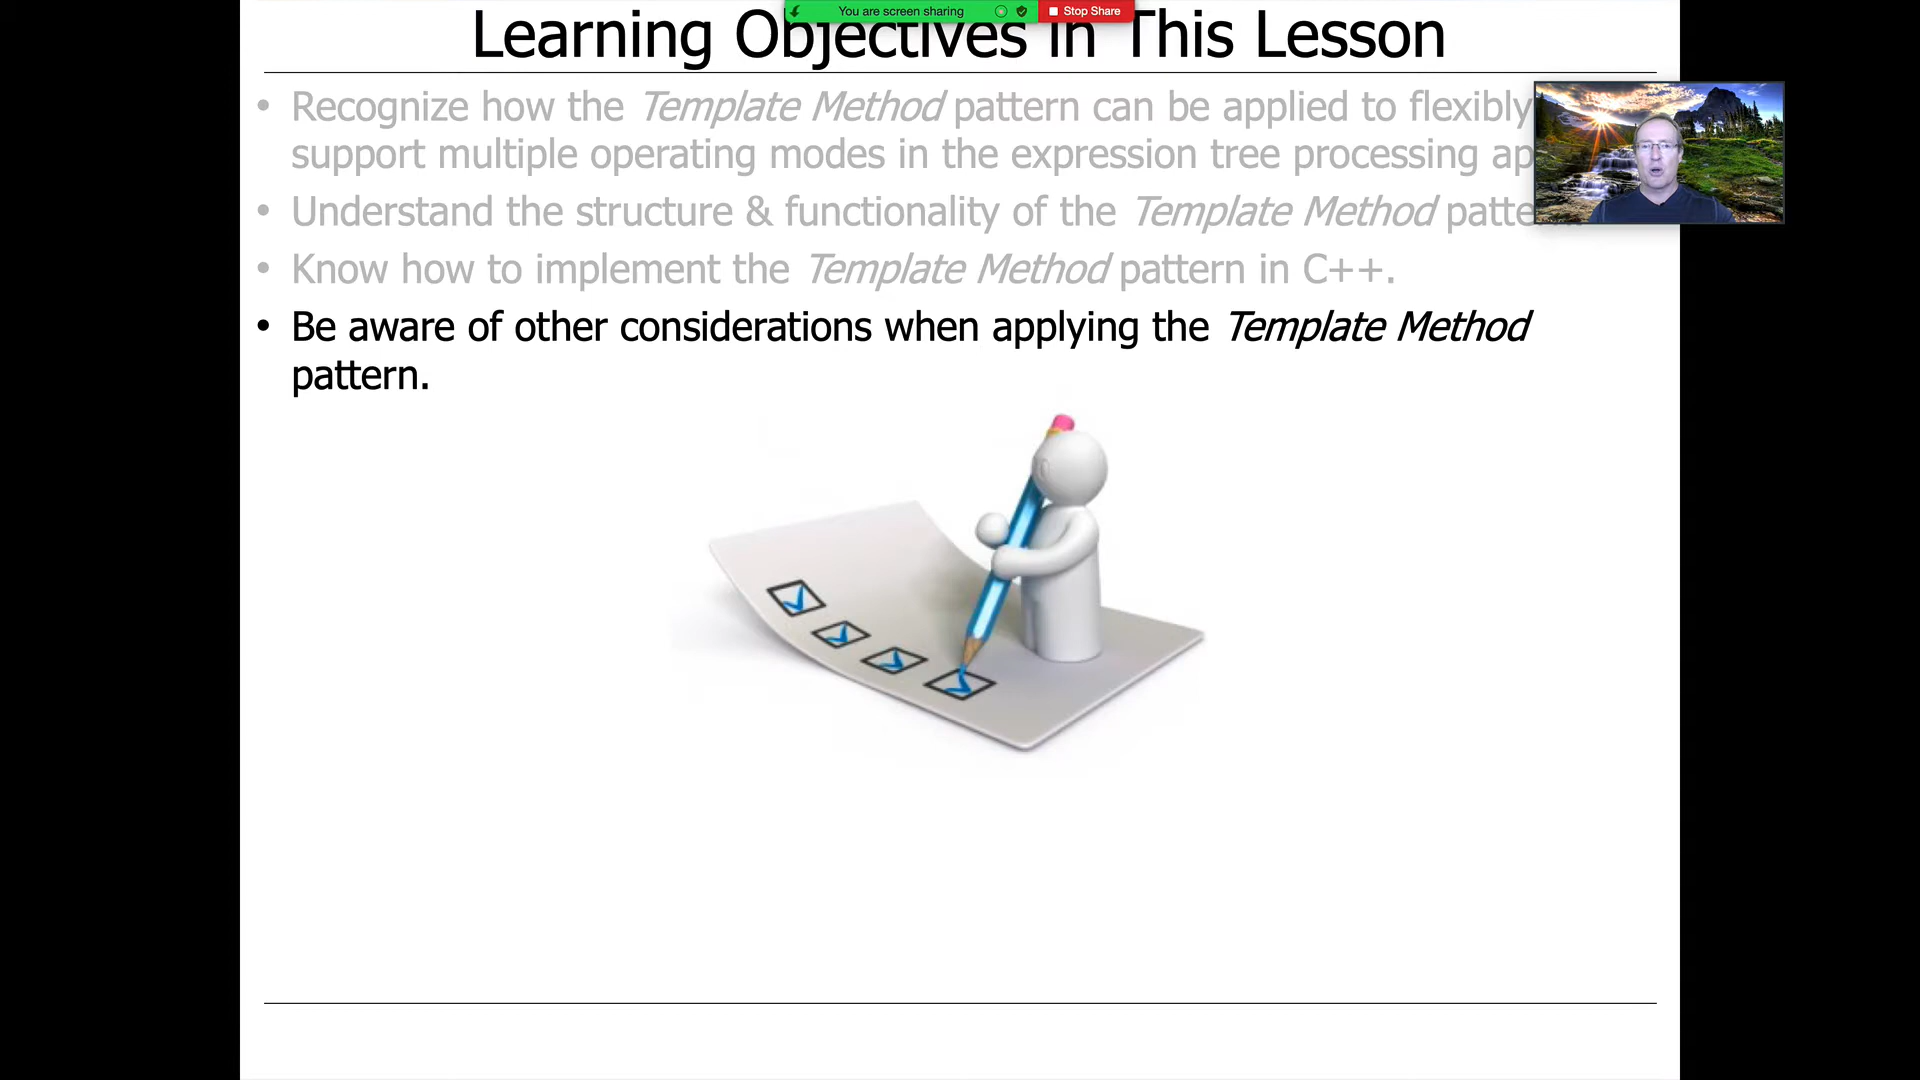 You are screen sharing
Stop Share
Learning Objectives in This Lesson
• Recognize how the Template Method pattern can be applied to flexibly
support multiple operating modes in the expression tree processing
• Understand the structure & functionality of the Template Method
• Know how to implement the Template Method pattern in C++.
• Be aware of other considerations when applying the Template Method
pattern.